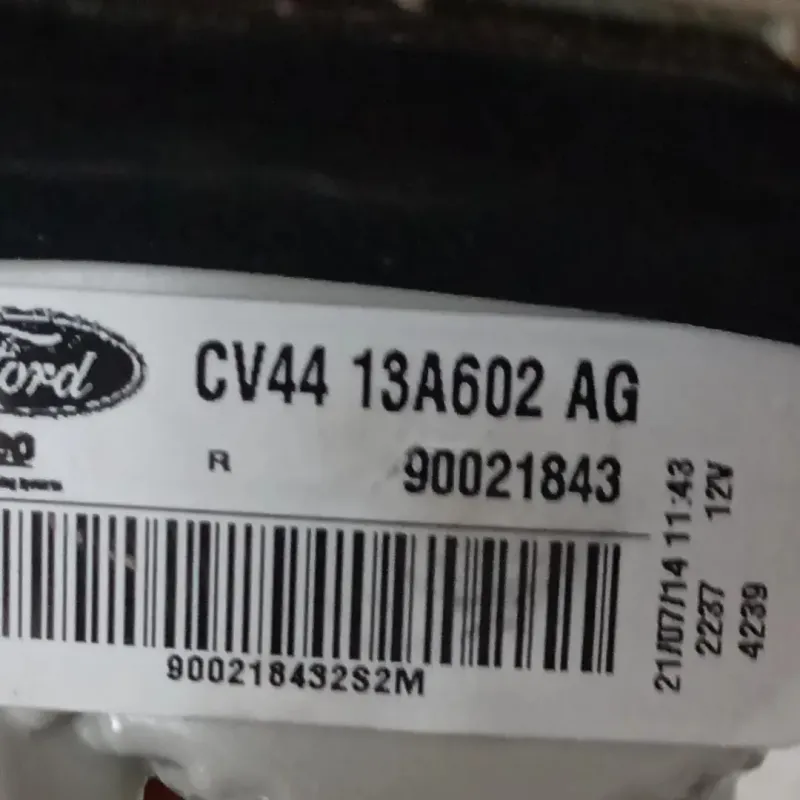 Ford
CV44 13A602 AG
R 90021843
900218432S2M
21/07/14 11:43
2237 12V
4239